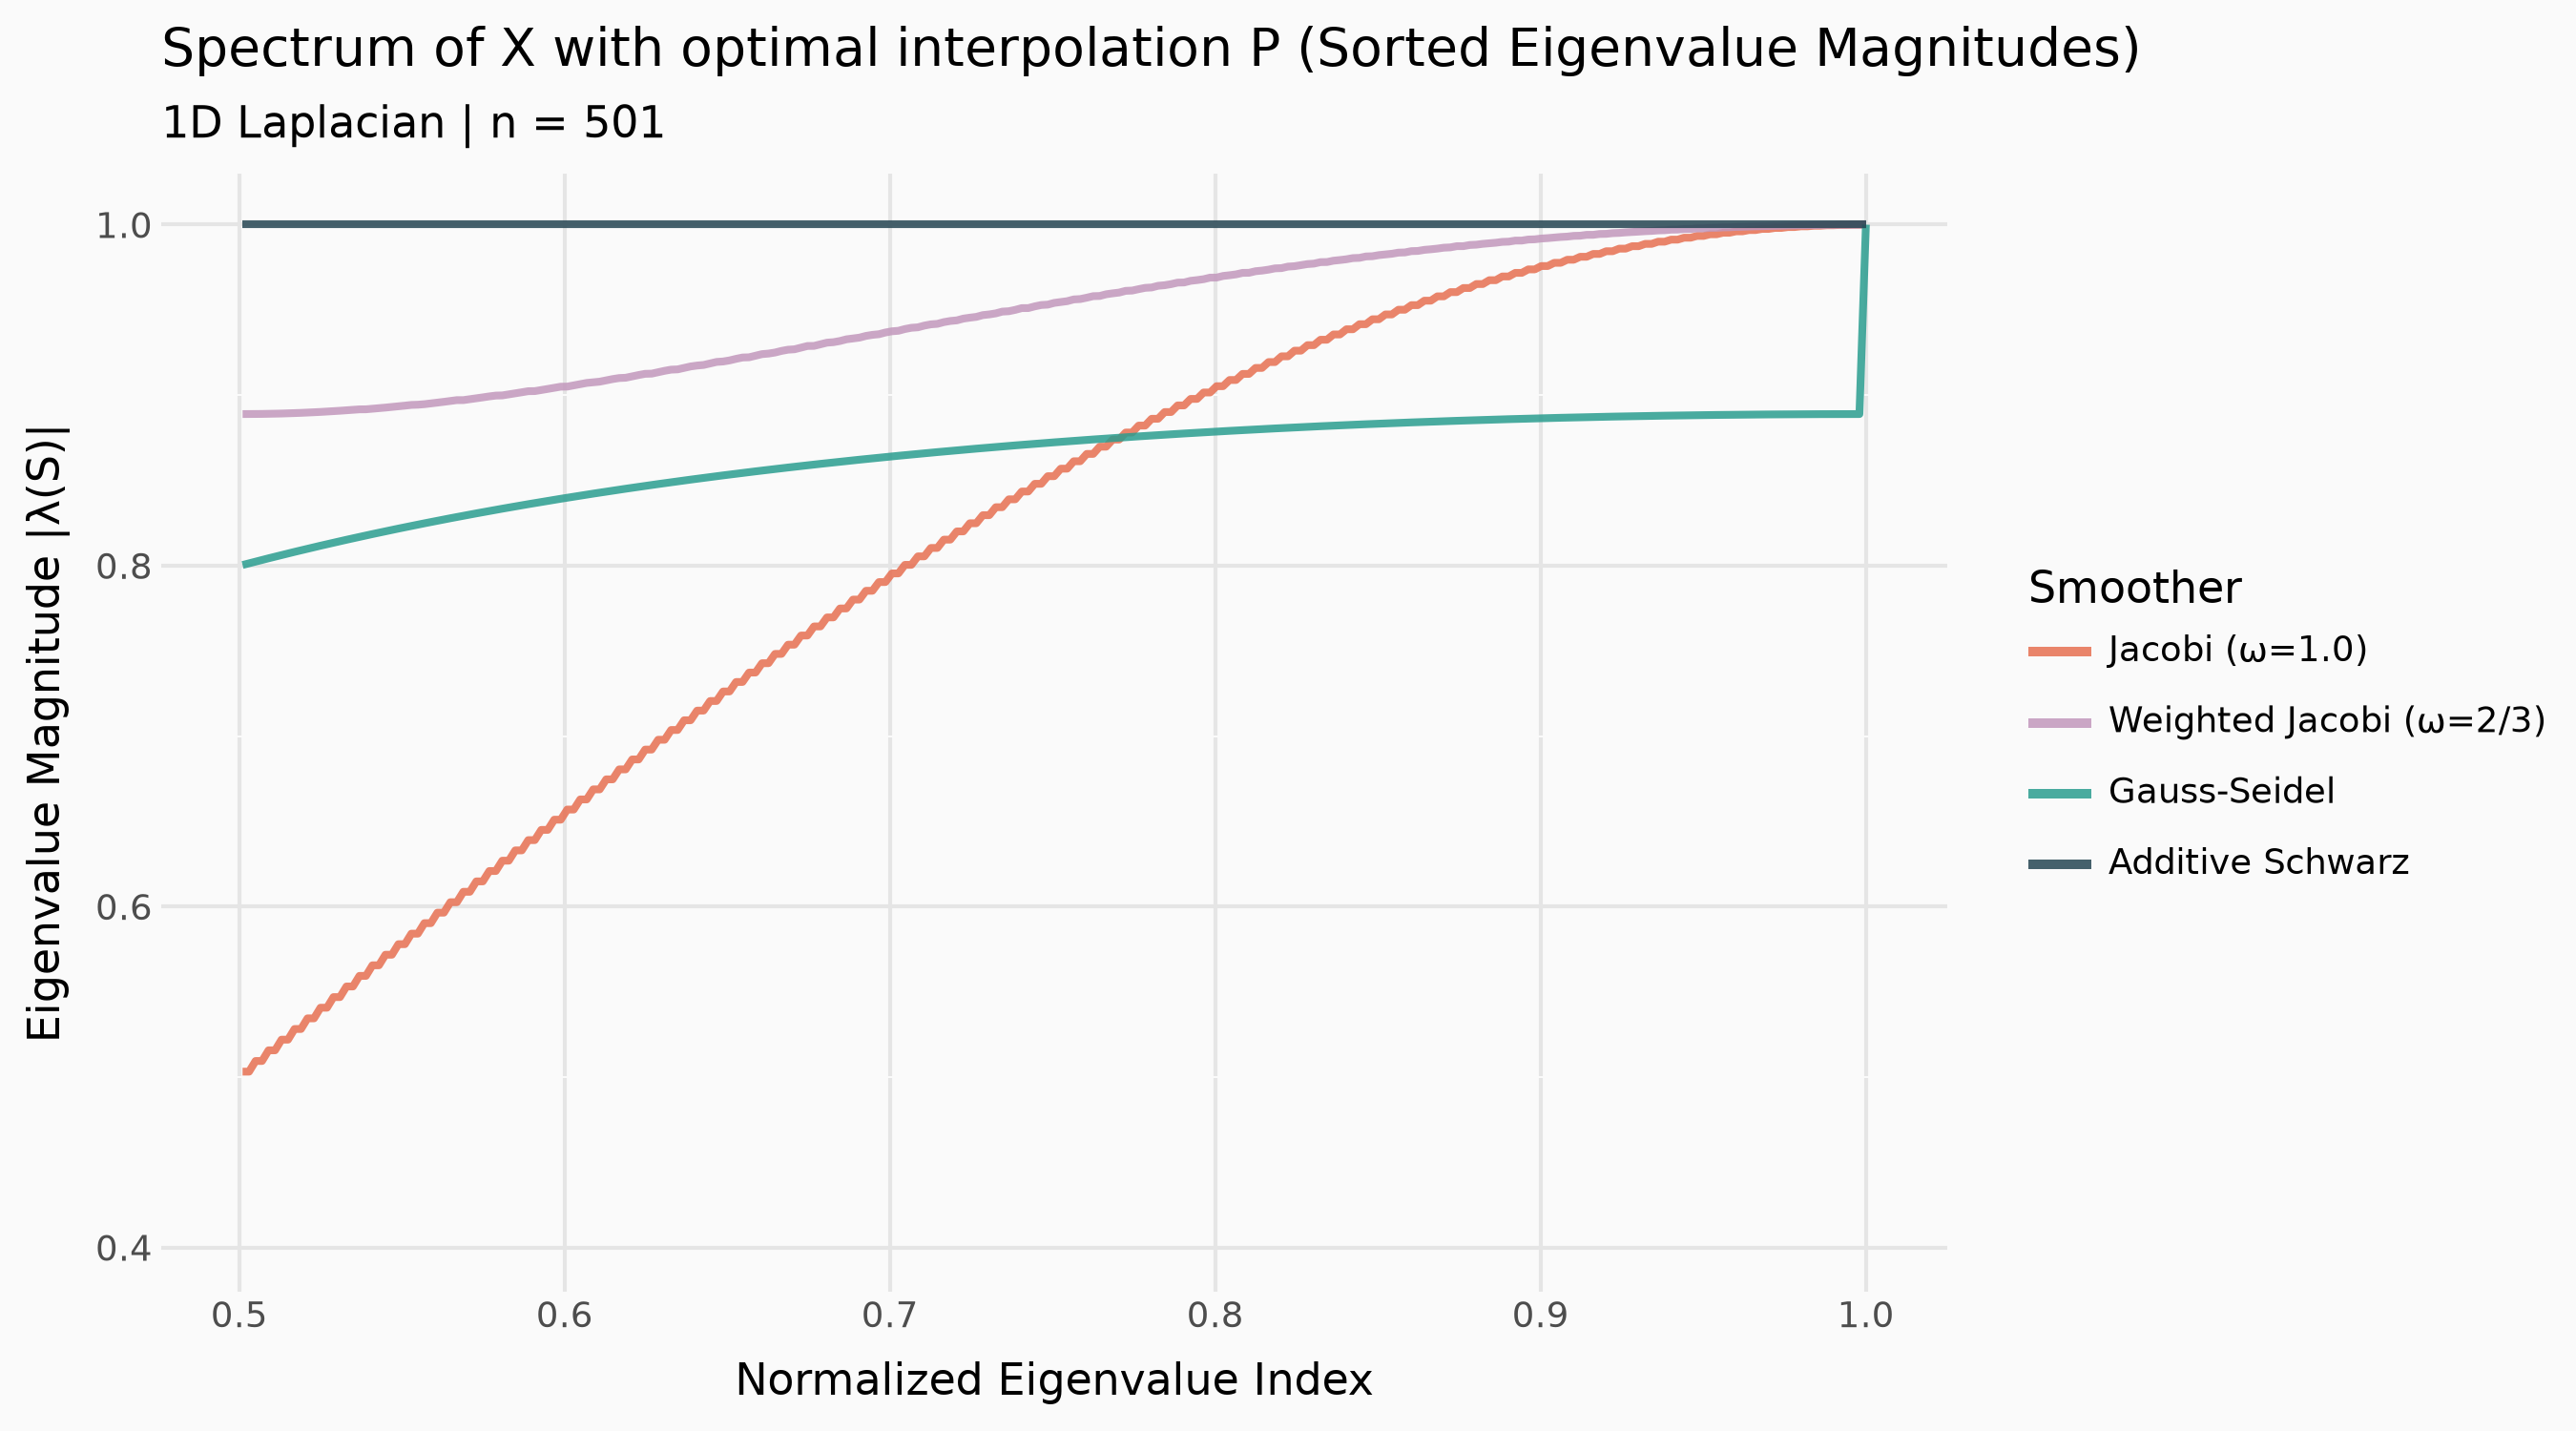 Spectrum of X with optimal interpolation P (Sorted Eigenvalue Magnitudes)
1D Laplacian | n = 501
Eigenvalue Magnitude |λ(S)|
1.0
0.8
0.6
0.4
0.5 0.6 0.7 0.8 0.9 1.0
Normalized Eigenvalue Index
Smoother
Jacobi (ω=1.0)
Weighted Jacobi (ω=2/3)
Gauss-Seidel
Additive Schwarz